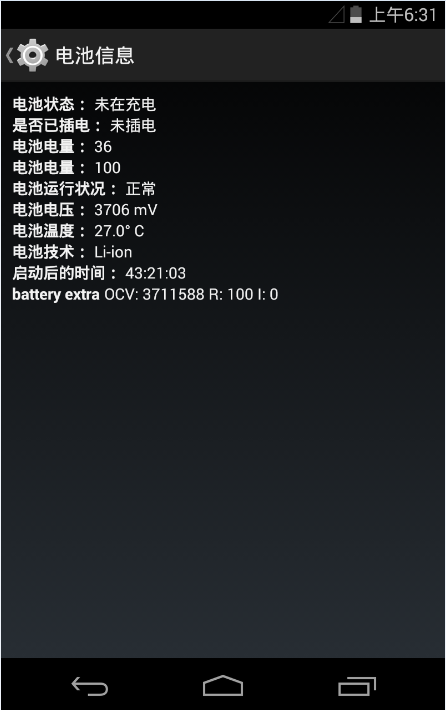 上午6:31
电池信息
电池状态： 未在充电
是否已插电： 未插电
电池电量： 36
电池电量： 100
电池运行状况： 正常
电池电压： 3706 mV
电池温度： 27.0° C
电池技术： Li-ion
启动后的时间： 43:21:03
battery extra OCV: 3711588 R: 100 I: 0